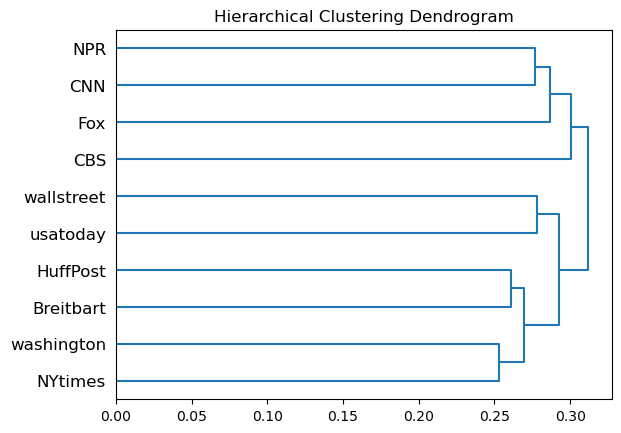 Hierarchical Clustering Dendrogram
NPR
CNN
Fox
CBS
wallstreet
usatoday
HuffPost
Breitbart
washington
NYtimes
0.00 0.05 0.10 0.15 0.20 0.25 0.30